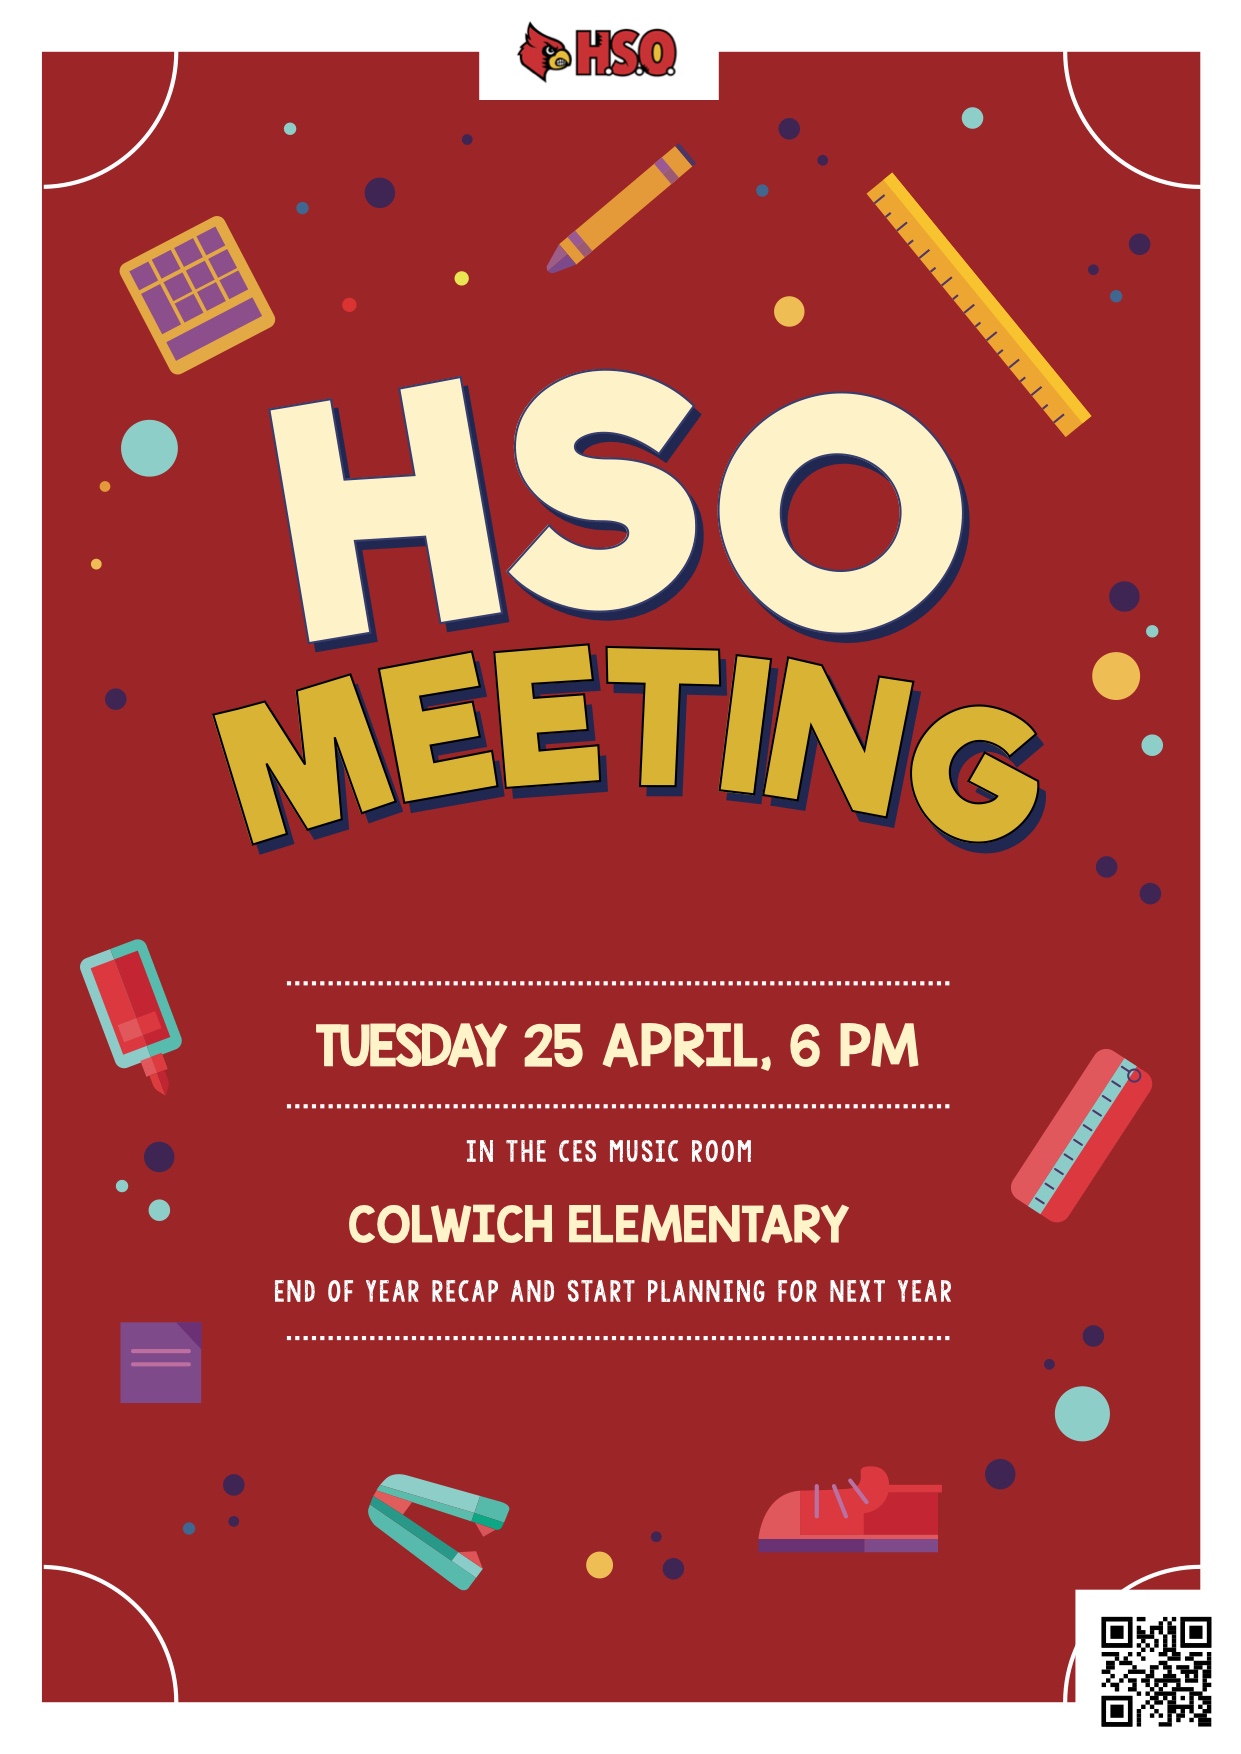 H.S.O.
HSO
MEETING
TUESDAY 25 APRIL, 6 PM
IN THE CES MUSIC ROOM
COLWICH ELEMENTARY
END OF YEAR RECAP AND START PLANNING FOR NEXT YEAR